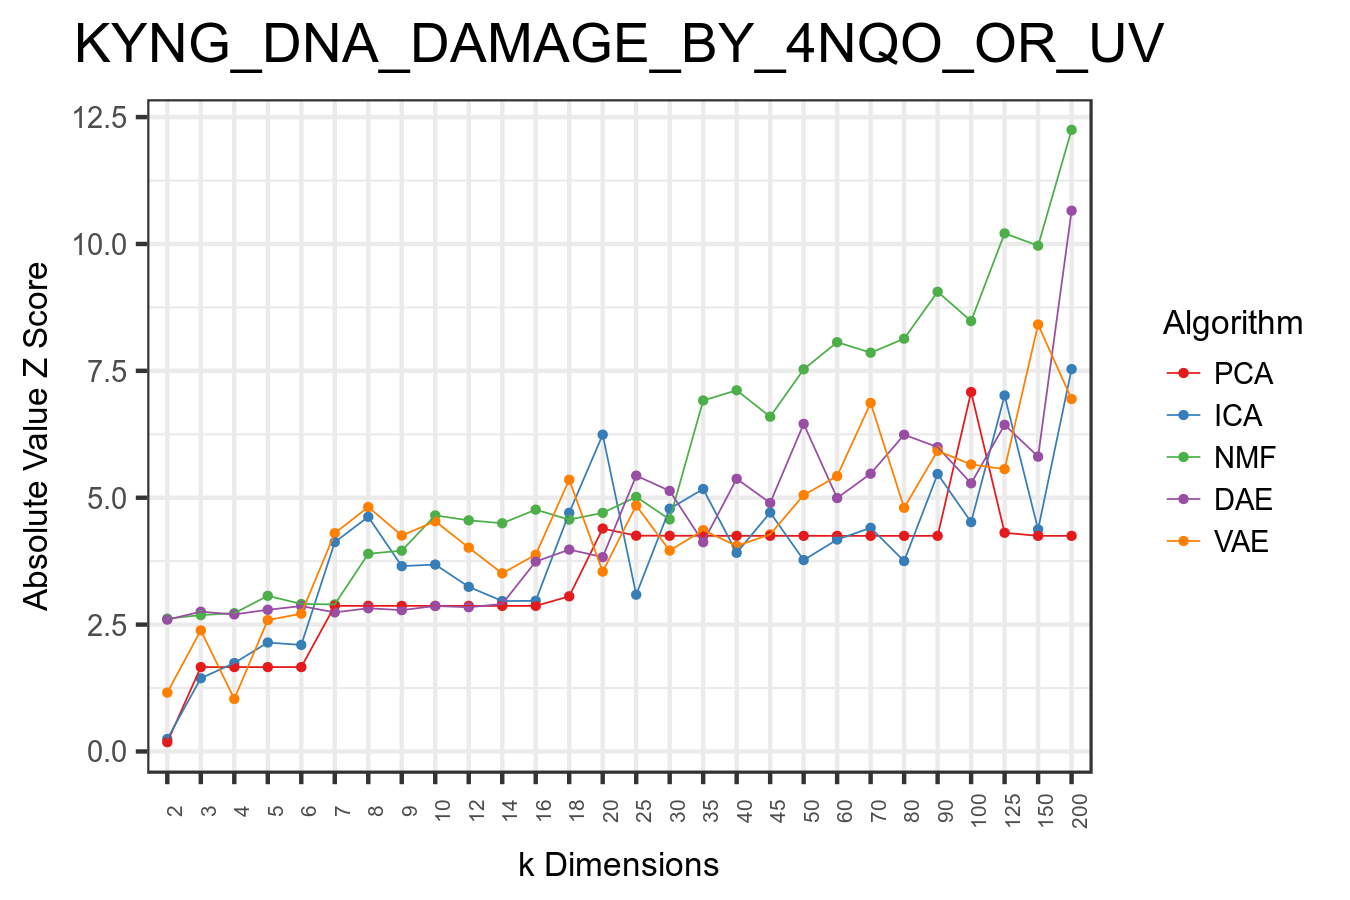 KYNG_DNA_DAMAGE_BY_4NQO_OR_UV
Absolute Value Z Score
12.5
10.0
7.5
5.0
2.5
0.0
2 3 4 5 6 7 8 9 10 12 14 16 18 20 25 30 35 40 45 50 60 70 80 90 100 125 150 200
k Dimensions
Algorithm
PCA
ICA
NMF
DAE
VAE